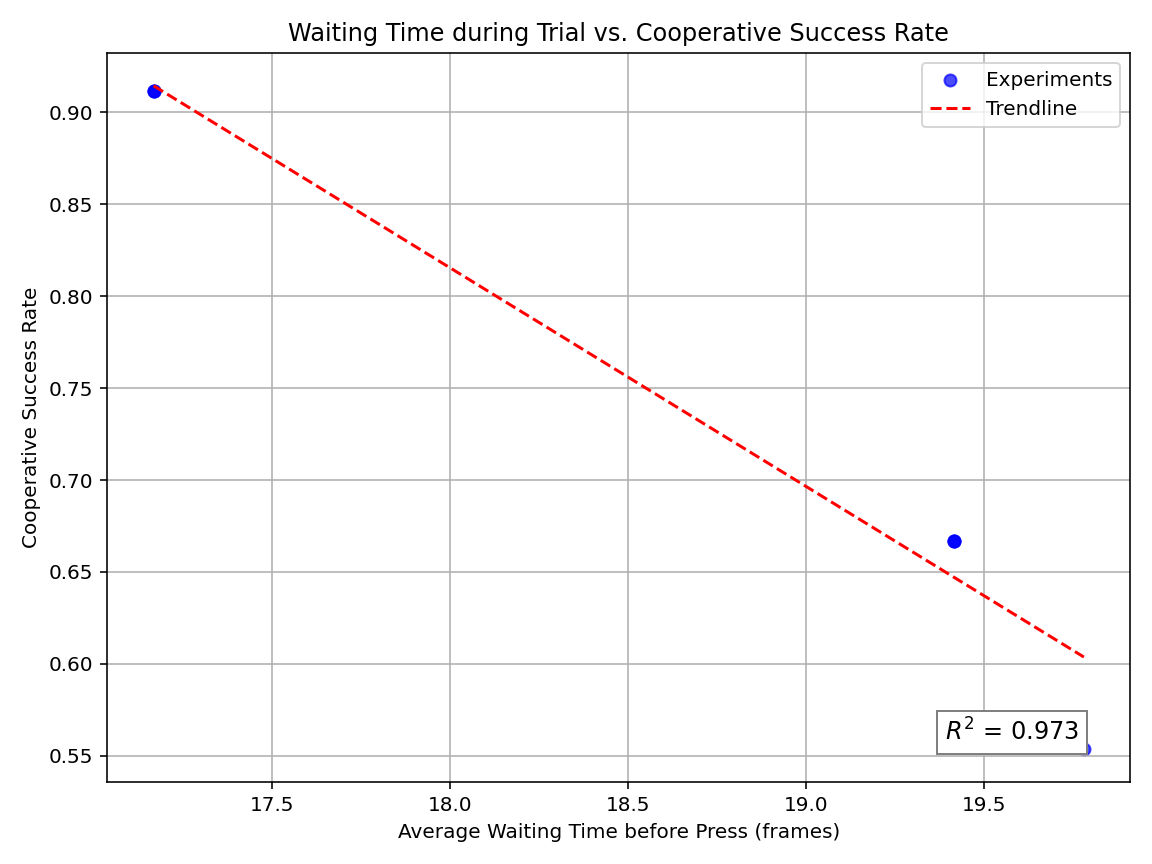 Waiting Time during Trial vs. Cooperative Success Rate
Experiments
Trendline
Cooperative Success Rate
0.90
0.85
0.80
0.75
0.70
0.65
0.60
0.55
R² = 0.973
17.5 18.0 18.5 19.0 19.5
Average Waiting Time before Press (frames)